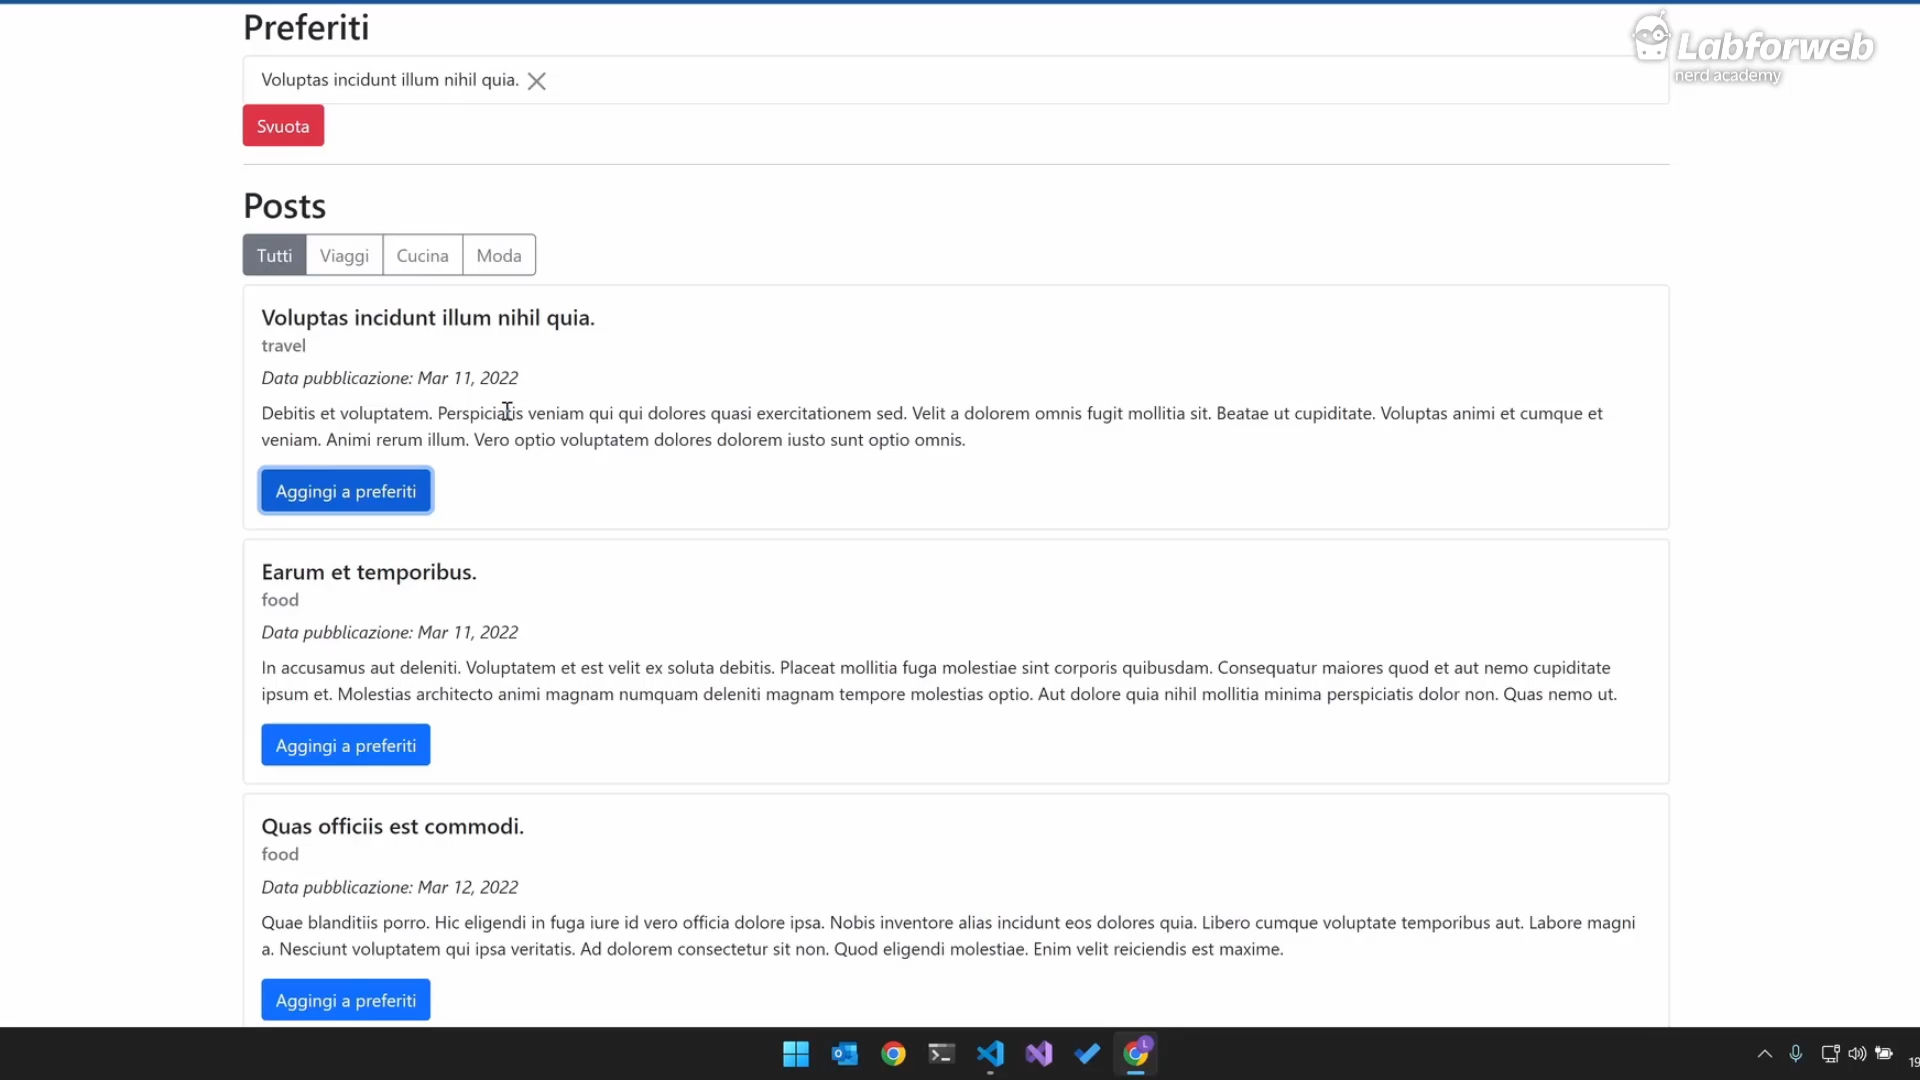 Preferiti
Labforweb
nerd academy
Voluptas incidunt illum nihil quia.
Svuota
Posts
Tutti Viaggi Cucina Moda
Voluptas incidunt illum nihil quia.
travel
Data pubblicazione: Mar 11, 2022
Debitis et voluptatem. Perspiciatis veniam qui qui dolores quasi exercitationem sed. Velit a dolorem omnis fugit mollitia sit. Beatae ut cupiditate. Voluptas animi et cumque et
veniam. Animi rerum illum. Vero optio voluptatem dolores dolorem iusto sunt optio omnis.
Aggingi a preferiti
Earum et temporibus.
food
Data pubblicazione: Mar 11, 2022
In accusamus aut deleniti. Voluptatem et est velit ex soluta debitis. Placeat mollitia fuga molestiae sint corporis quibusdam. Consequatur maiores quod et aut nemo cupiditate
ipsum et. Molestias architecto animi magnam numquam deleniti magnam tempore molestias optio. Aut dolore quia nihil mollitia minima perspiciatis dolor non. Quas nemo ut.
Aggingi a preferiti
Quas officiis est commodi.
food
Data pubblicazione: Mar 12, 2022
Quae blanditiis porro. Hic eligendi in fuga iure id vero officia dolore ipsa. Nobis inventore alias incidunt eos dolores quia. Libero cumque voluptate temporibus aut. Labore magni
a. Nesciunt voluptatem qui ipsa veritatis. Ad dolorem consectetur sit non. Quod eligendi molestiae. Enim velit reiciendis est maxime.
Aggingi a preferiti
19